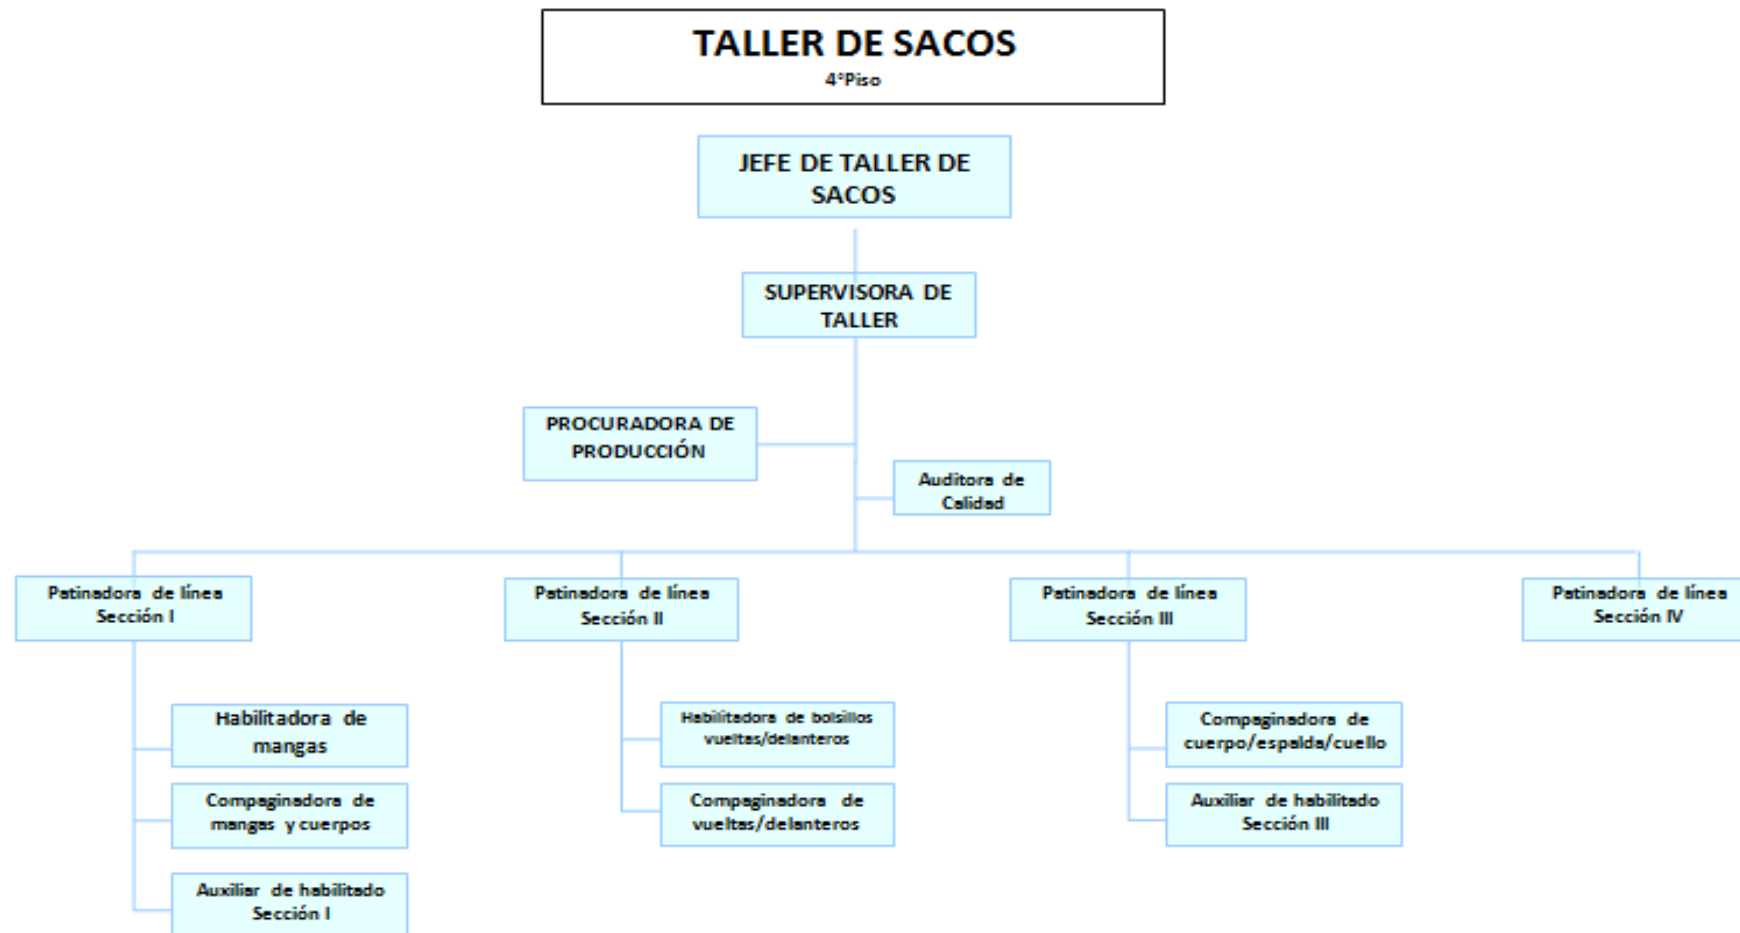 TALLER DE SACOS
4°Piso
JEFE DE TALLER DE
SACOS
SUPERVISORA DE
TALLER
PROCURADORA DE
PRODUCCIÓN
Auditora de
Calidad
Patinadora de línea
Sección I
Patinadora de línea
Sección II
Patinadora de línea
Sección III
Patinadora de línea
Sección IV
Habilitadora de
mangas
Compaginadora de
mangas y cuerpos
Auxiliar de habilitado
Sección I
Habilitadora de bolsillos
vueltas/delanteros
Compaginadora de
vueltas/delanteros
Compaginadora de
cuerpo/espalda/cuello
Auxiliar de habilitado
Sección III